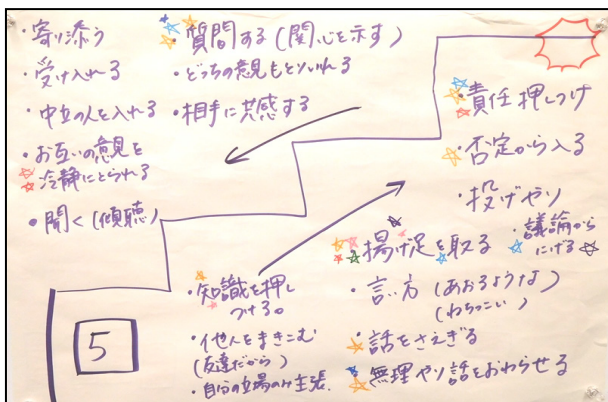 ・寄り添う
・受け入れる
・中立の人を入れる
・お互いの意見を
冷静にとられる
・聞く(傾聴)
・質問する(関心を示す)
・どっちの意見もとりいれる
・相手に共感する
責任押しつけ
・否定から入る
・投げやり
・議論から
にげる
・揚げ足を取る
・言い方(あおるような)
(ねちっこい)
・話をさえぎる
・無理やり話をおわらせる
・知識を押し
つける。
・他人をまきこむ
(友達だから)
・自分の立場のみ主張.
5